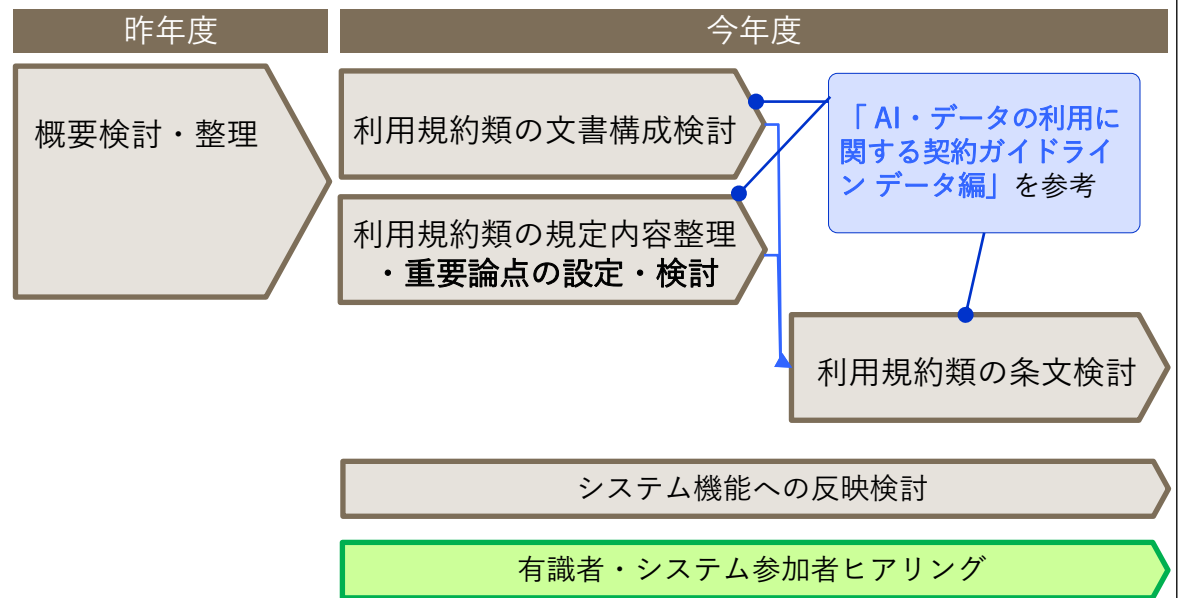 昨年度
今年度
概要検討・整理
利用規約類の文書構成検討
「 AI・データの利用に
関する契約ガイドライ
ン データ編」を参考
利用規約類の規定内容整理
・重要論点の設定・検討
利用規約類の条文検討
システム機能への反映検討
有識者・システム参加者ヒアリング